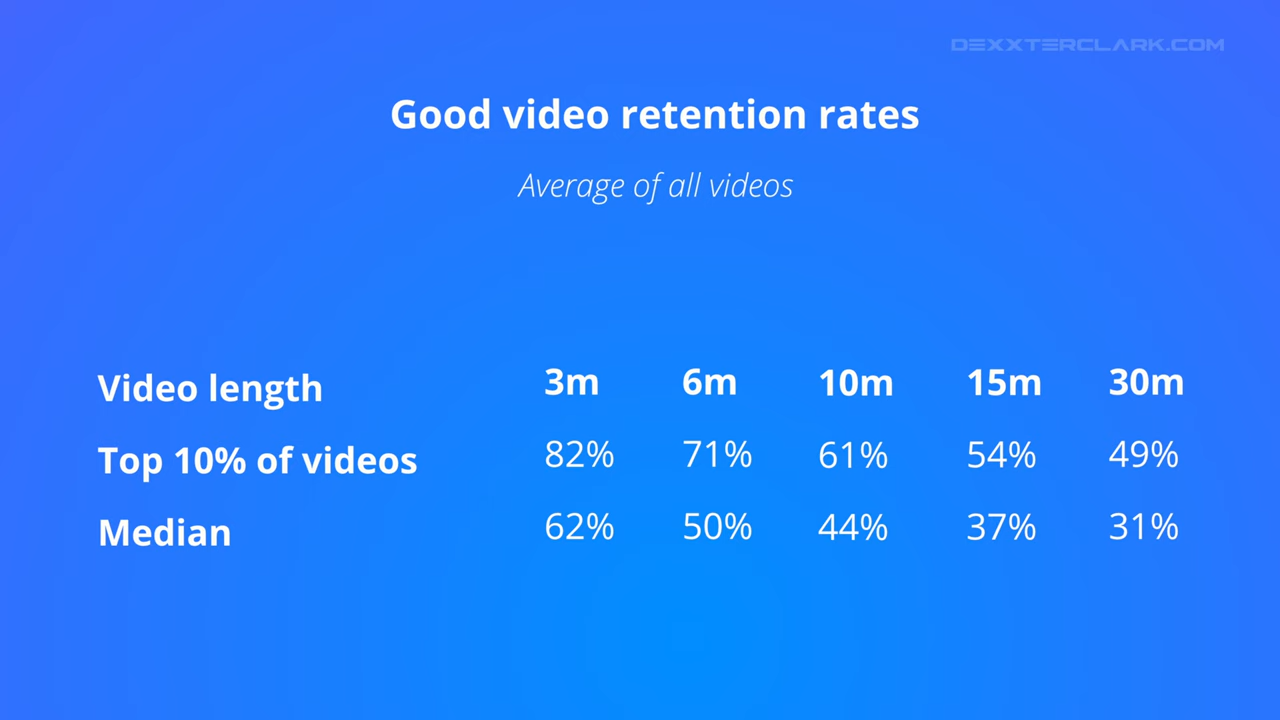 DEXXTERCLARK.COM
Good video retention rates
Average of all videos
Video length 3m 6m 10m 15m 30m
Top 10% of videos 82% 71% 61% 54% 49%
Median 62% 50% 44% 37% 31%